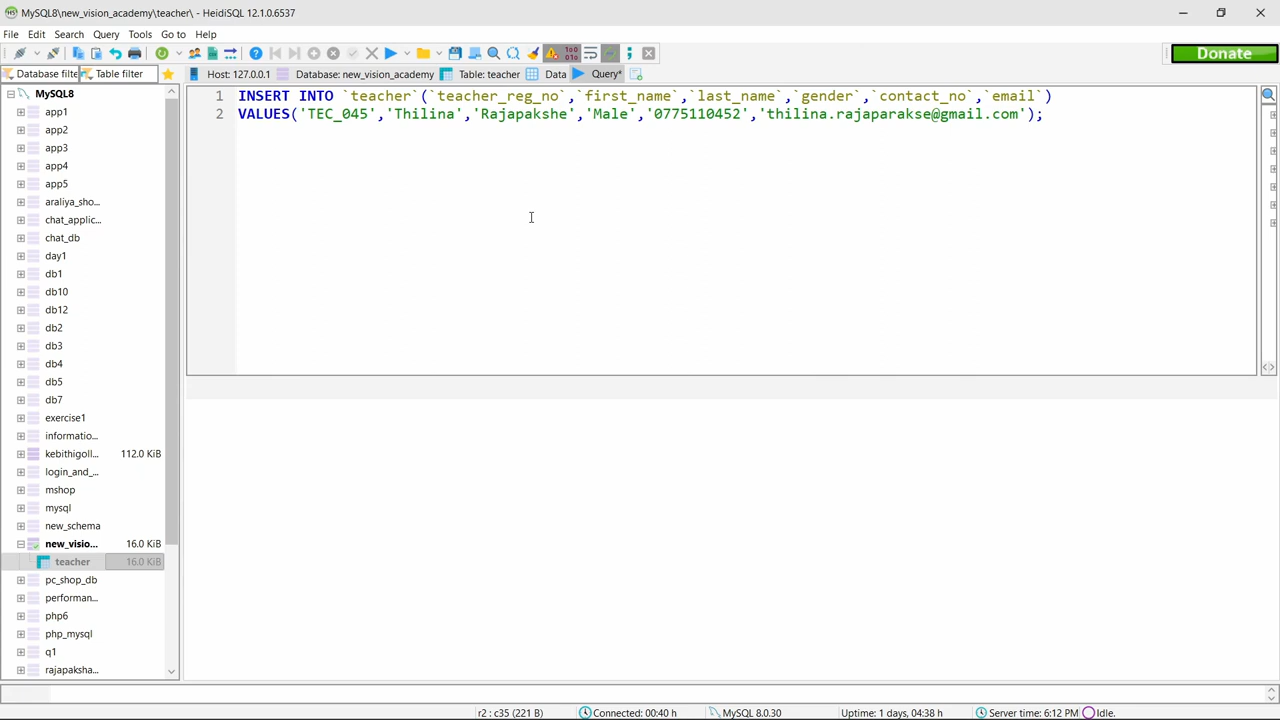 MySQL8\new_vision_academy\teacher\ - HeidiSQL 12.1.0.6537
File Edit Search Query Tools Go to Help
Donate
Database filte Table filter
Host: 127.0.0.1 Database: new_vision_academy Table: teacher Data Query*
MySQL8
app1
app2
app3
app4
app5
araliya_sho...
chat_applic...
chat_db
day1
db1
db10
db12
db2
db3
db4
db5
db7
exercise1
informatio...
kebithigoll... 112.0 KiB
login_and_...
mshop
mysql
new_schema
new_visio... 16.0 KiB
teacher 16.0 KiB
pc_shop_db
performan...
php6
php_mysql
q1
rajapaksha...
1 INSERT INTO `teacher`(`teacher_reg_no`,`first_name`,`last_name`,`gender`,`contact_no`,`email`)
2 VALUES('TEC_045','Thilina','Rajapakshe','Male','0775110452','thilina.rajaparakse@gmail.com');
r2 : c35 (221 B) Connected: 00:40 h MySQL 8.0.30 Uptime: 1 days, 04:38 h Server time: 6:12 PM Idle.